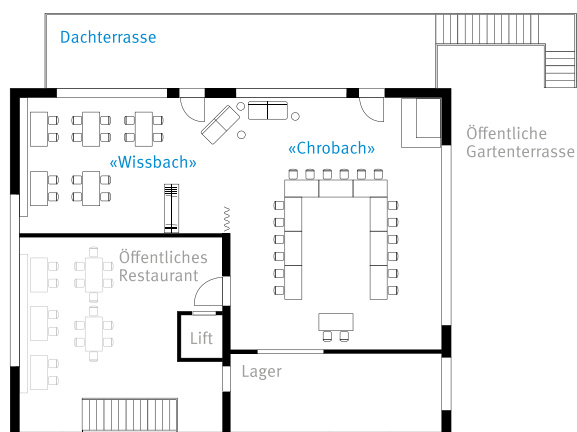 Dachterrasse
Öffentliche
Gartenterrasse
«Wissbach»
«Chrobach»
Öffentliches
Restaurant
Lift
Lager